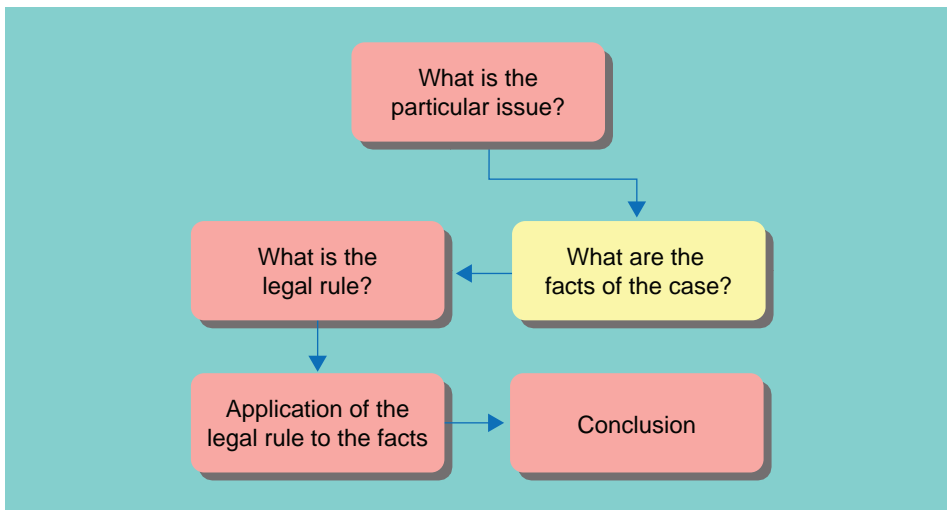 What is the
particular issue?
What are the
facts of the case?
What is the
legal rule?
Application of the
legal rule to the facts
Conclusion